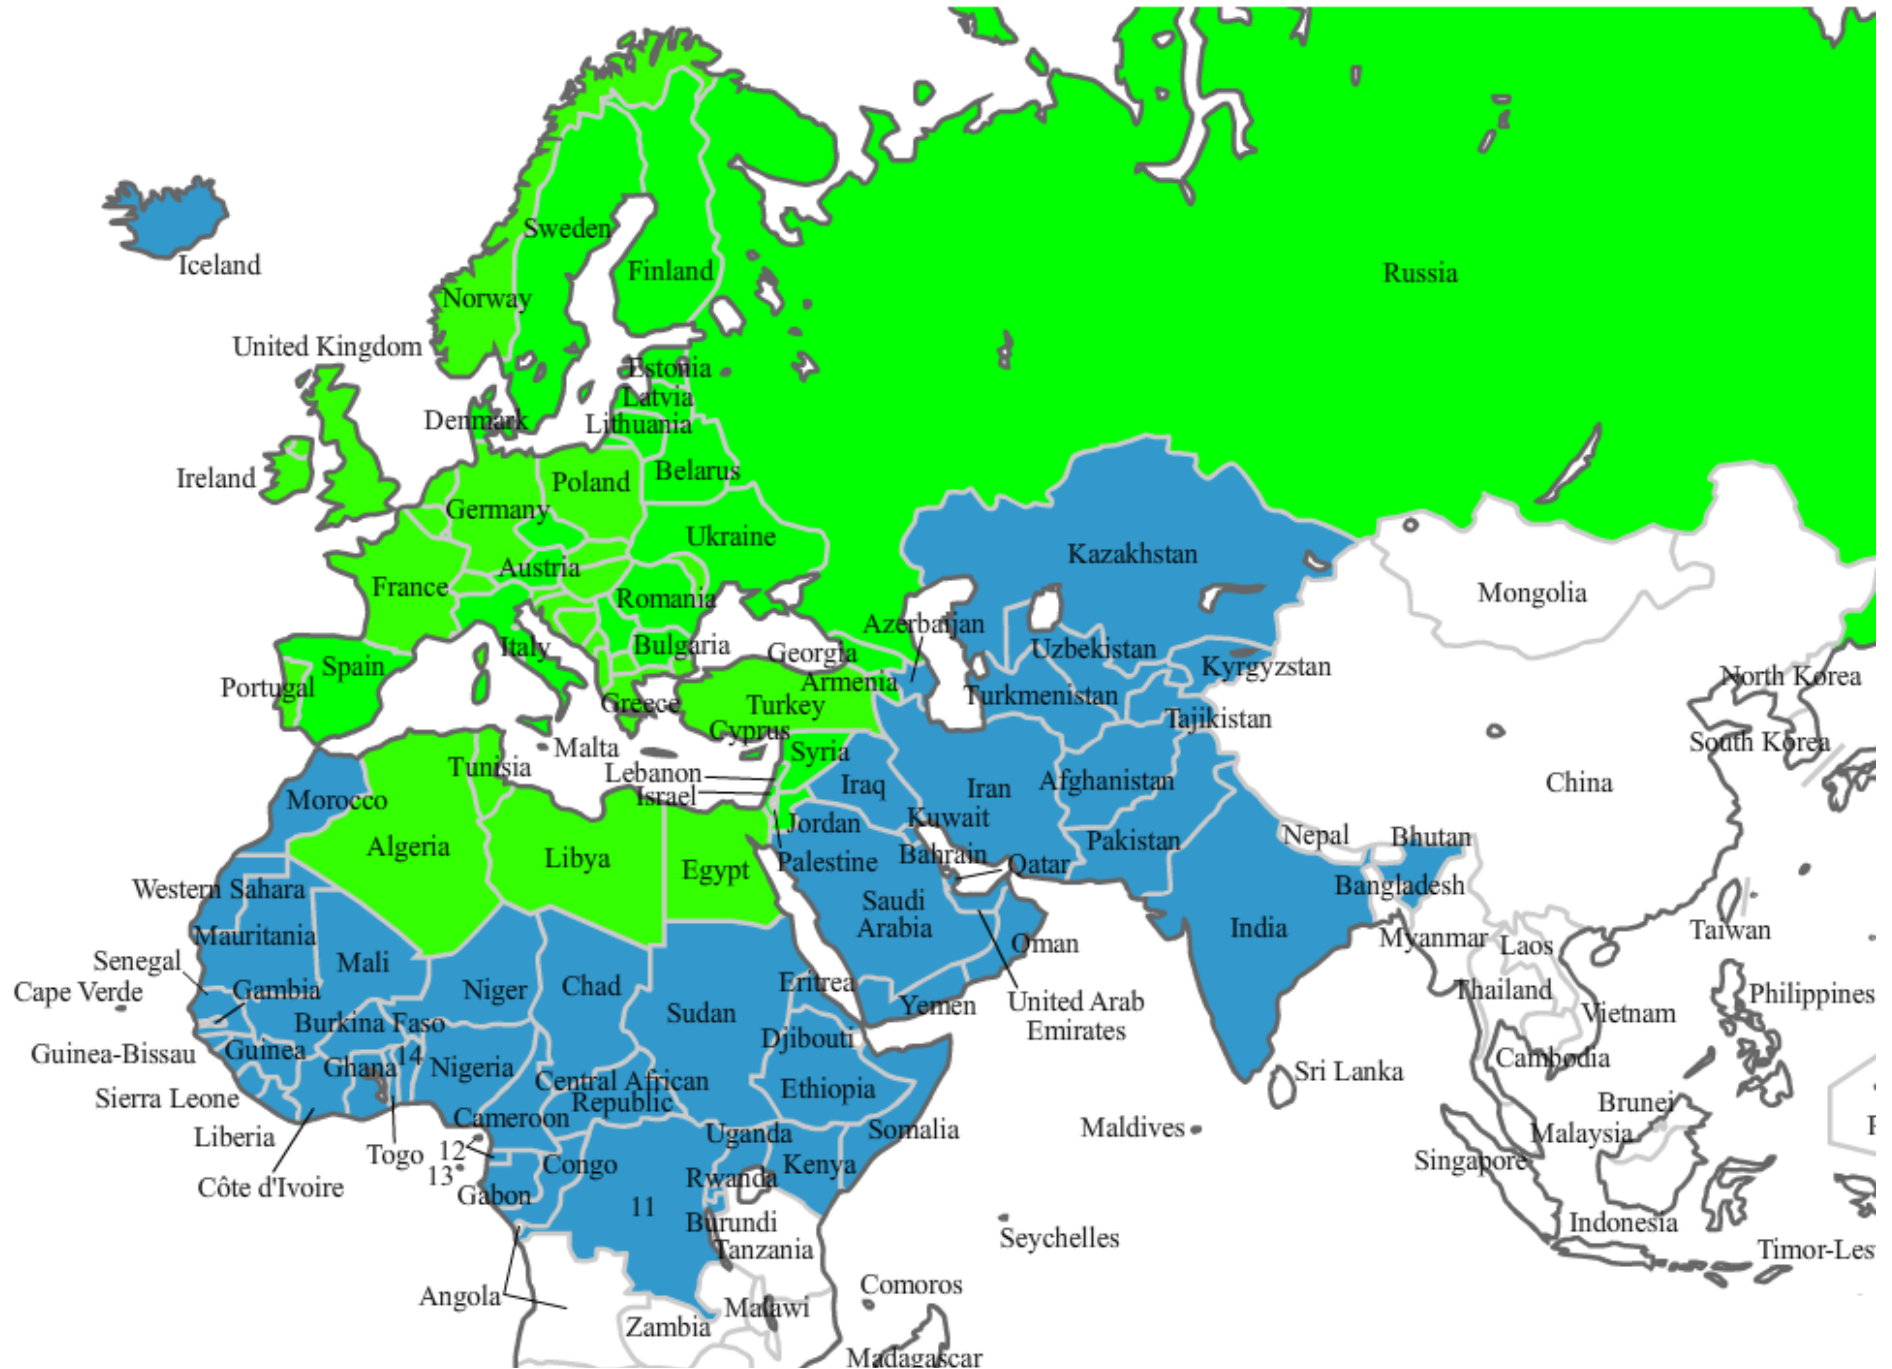 Iceland
Sweden
Finland
Norway
Russia
United Kingdom
Estonia
Latvia
Denmark
Lithuania
Ireland
Poland
Belarus
Germany
Ukraine
Austria
France
Romania
Kazakhstan
Mongolia
Azerbaijan
Italy
Bulgaria
Georgia
Uzbekistan
Kyrgyzstan
Spain
Portugal
Armenia
Turkmenistan
North Korea
Greece
Turkey
Cyprus
Tajikistan
Malta
Syria
South Korea
Tunisia
Lebanon
Israel
Iraq
Iran
Afghanistan
China
Morocco
Jordan
Kuwait
Pakistan
Nepal
Bhutan
Algeria
Libya
Egypt
Palestine
Bahrain
Qatar
Western Sahara
Bangladesh
Saudi
Arabia
India
Mauritania
Mali
Oman
Myanmar
Laos
Taiwan
Senegal
Cape Verde
Gambia
Niger
Chad
Eritrea
Yemen
United Arab
Emirates
Thailand
Philippines
Burkina Faso
Sudan
Vietnam
Guinea-Bissau
Guinea
Ghana
14
Nigeria
Djibouti
Cambodia
Sierra Leone
Central African
Republic
Ethiopia
Sri Lanka
Brunei
Liberia
Cameroon
Uganda
Somalia
Maldives
Malaysia
Togo
12
13
Congo
Kenya
Singapore
Côte d'Ivoire
Gabon
11
Rwanda
Burundi
Tanzania
Seychelles
Indonesia
Timor-Les
Angola
Malawi
Comoros
Zambia
Madagascar